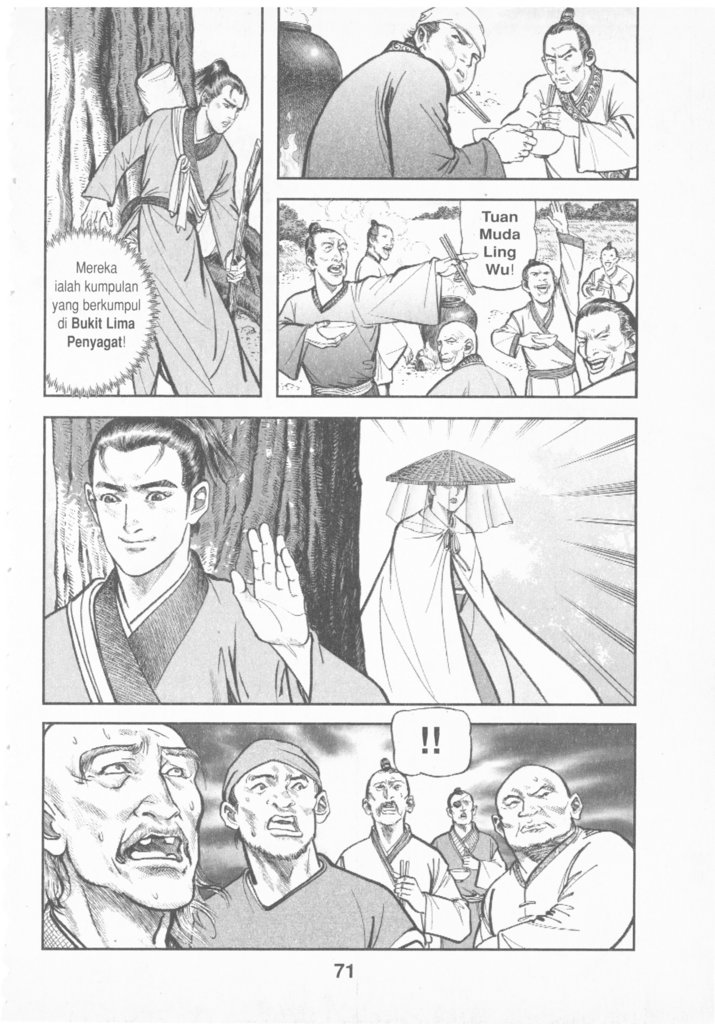 Mereka
ialah kumpulan
yang berkumpul
di Bukit Lima
Penyagat!
Tuan
Muda
Ling
Wu!
!!
71